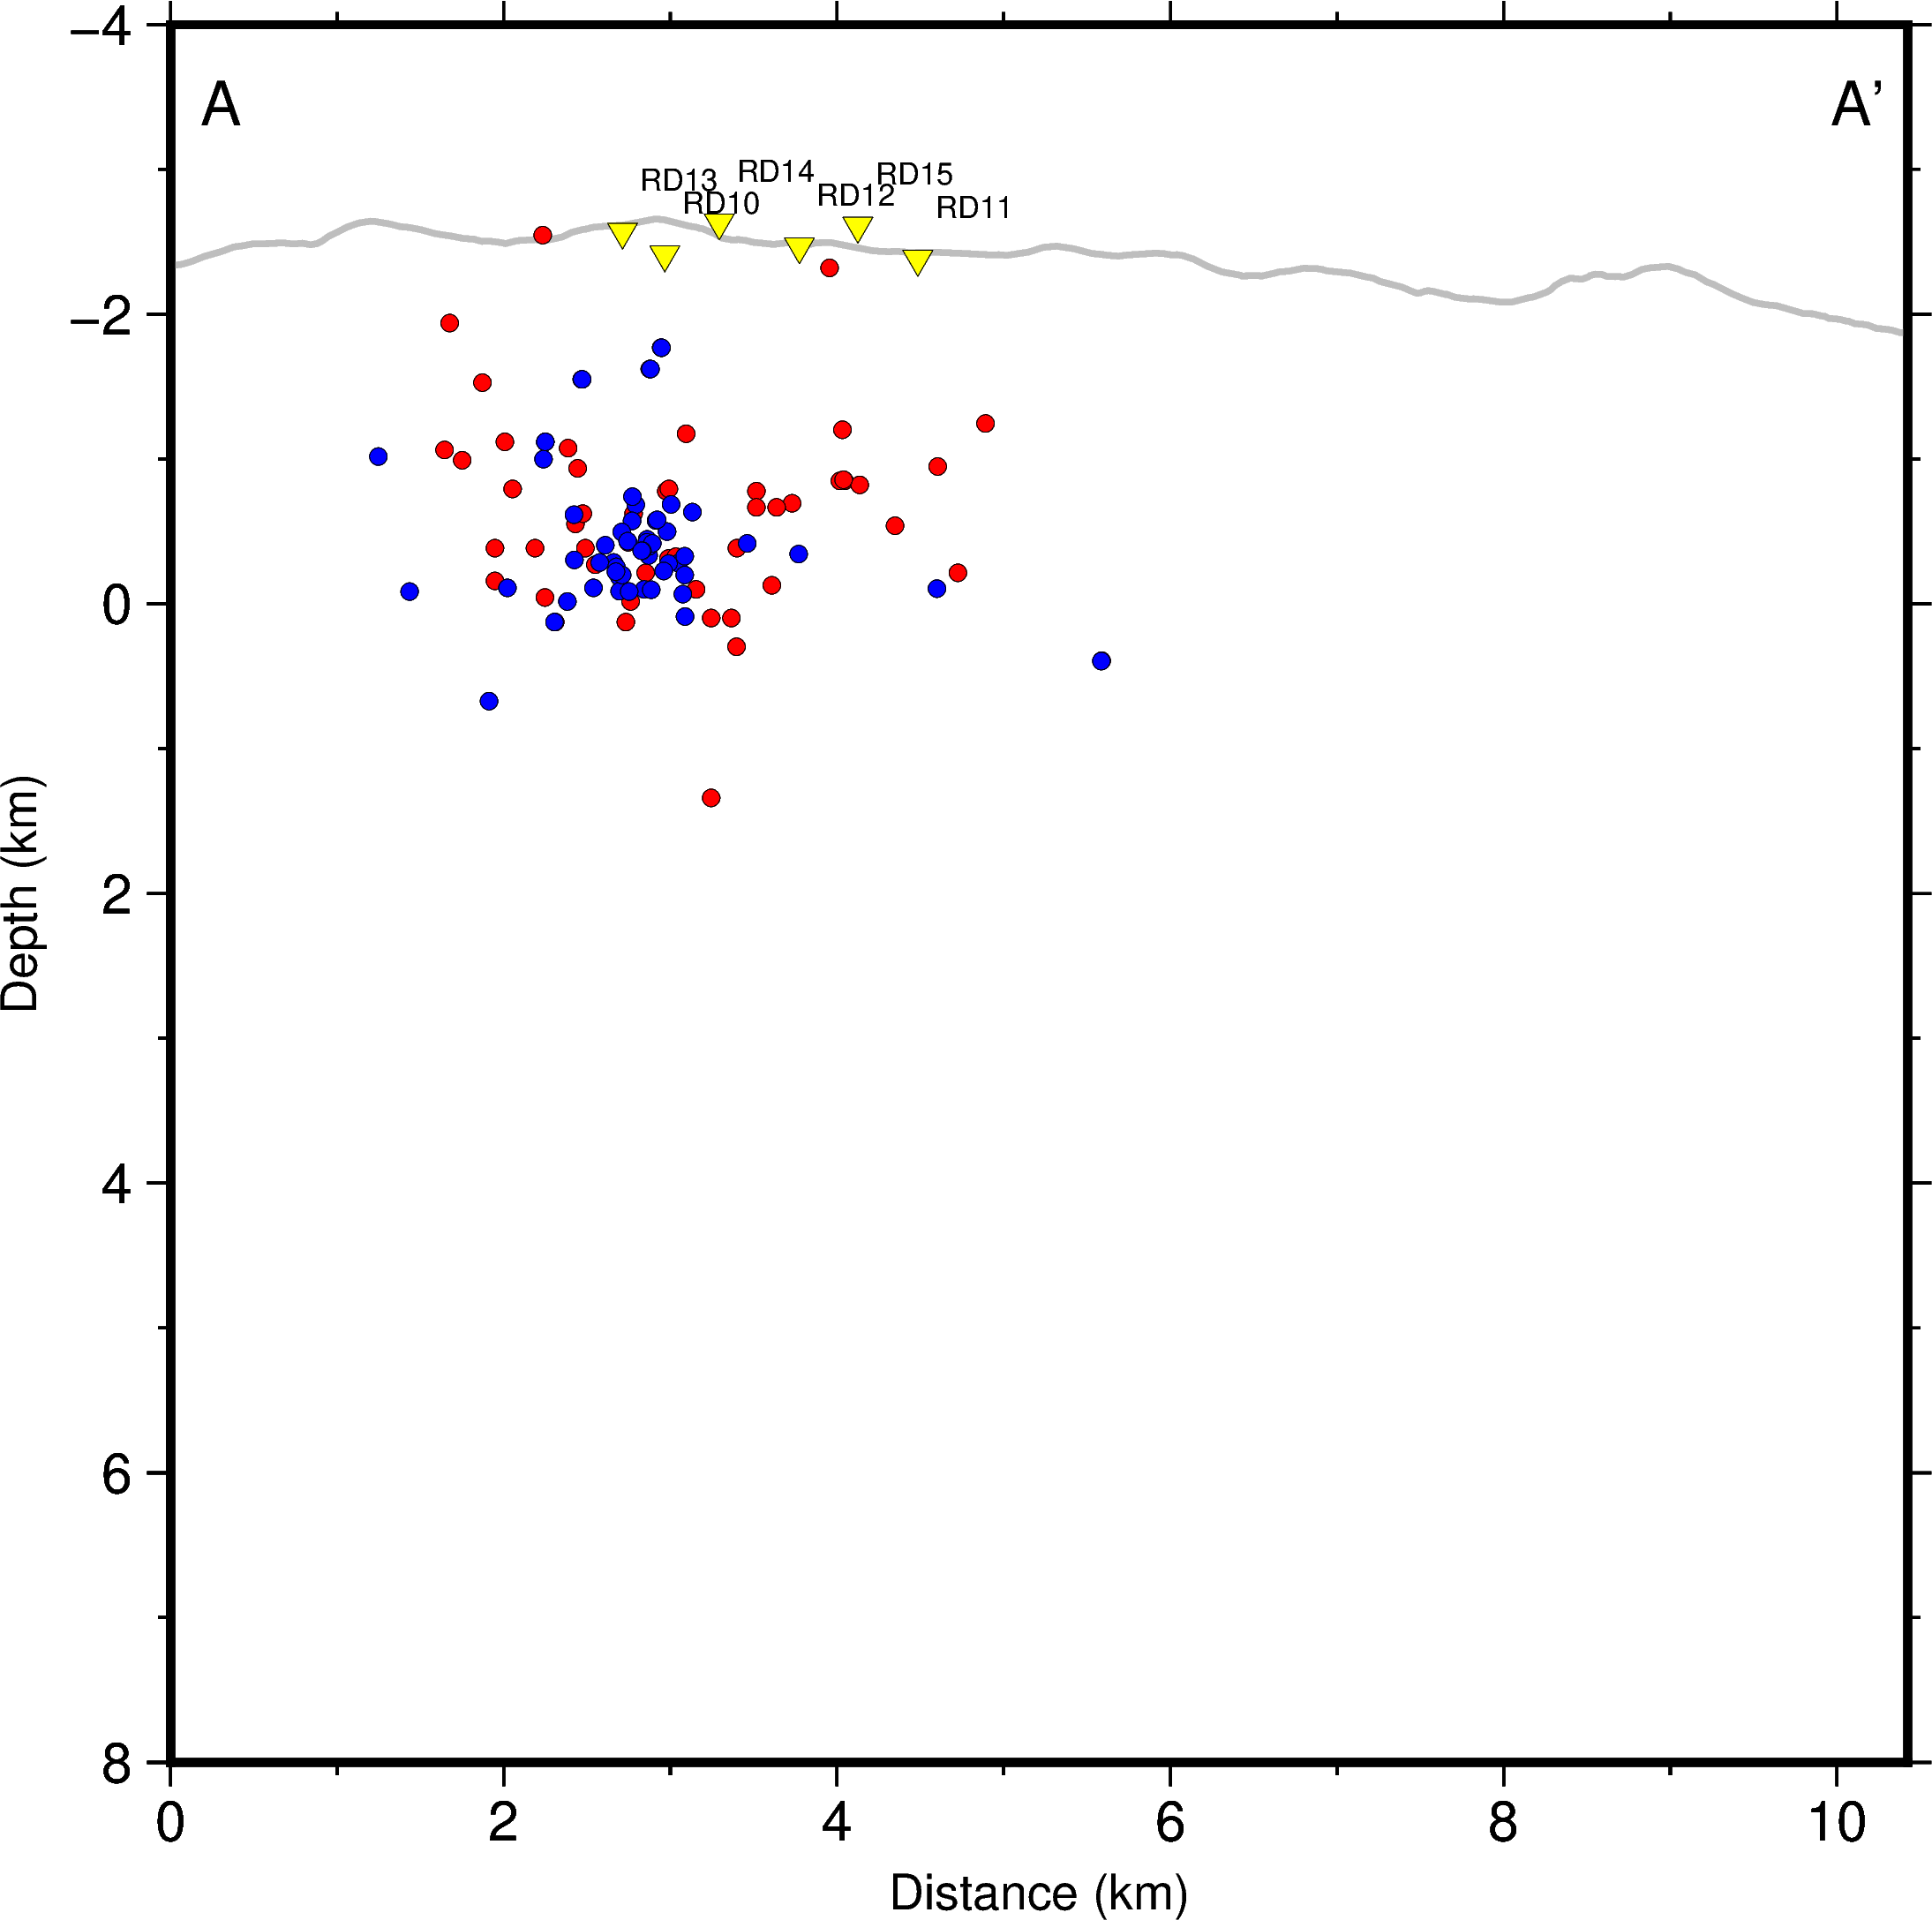 −4
A A’
RD14
RD15
RD13
RD12
RD10
RD11
−2
0
2
4
6
8
Depth (km)
0 2 4 6 8 10
Distance (km)